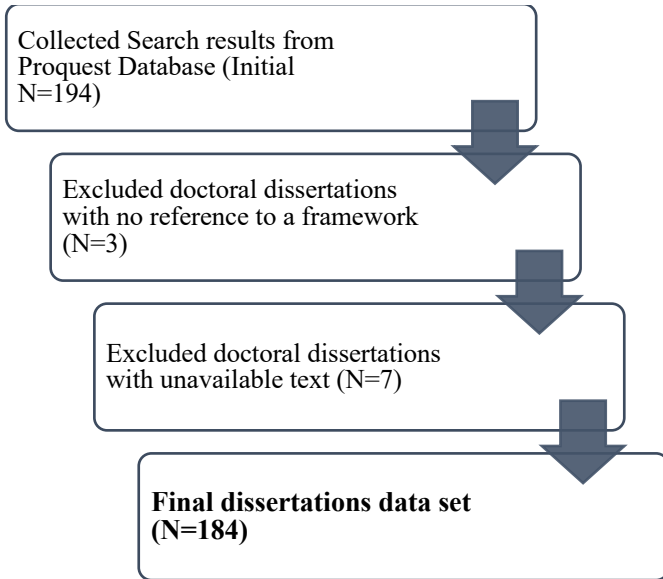 Collected Search results from
Proquest Database (Initial
N=194)
Excluded doctoral dissertations
with no reference to a framework
(N=3)
Excluded doctoral dissertations
with unavailable text (N=7)
Final dissertations data set
(N=184)